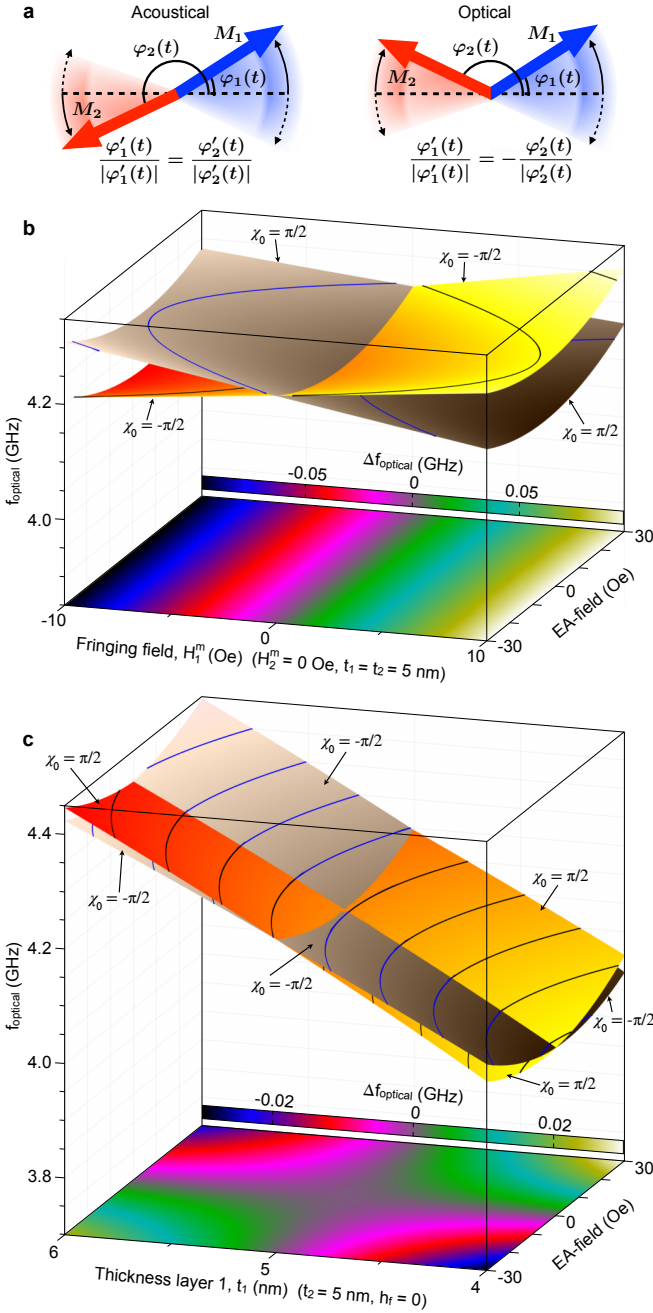 a
Acoustical
Optical
M₁
φ₂(t)
φ₁(t)
M₂
M₁
φ₂(t)
φ₁(t)
M₂
φ′₁(t)/|φ′₁(t)| = φ′₂(t)/|φ′₂(t)|
φ′₁(t)/|φ′₁(t)| = −φ′₂(t)/|φ′₂(t)
b
χ₀ = π/2
χ₀ = -π/2
χ₀ = -π/2
χ₀ = π/2
4.2
4.0
f_optical (GHz)
Δf_optical (GHz)
-0.05
0
0.05
-10
0
10
Fringing field, H₁ᵐ (Oe) (H₂ᵐ = 0 Oe, t₁ = t₂ = 5 nm)
30
0
-30
EA-field (Oe)
c
χ₀ = π/2
χ₀ = -π/2
χ₀ = -π/2
χ₀ = π/2
χ₀ = -π/2
χ₀ = -π/2
χ₀ = π/2
4.4
4.2
4.0
3.8
f_optical (GHz)
Δf_optical (GHz)
-0.02
0
0.02
6
5
4
Thickness layer 1, t₁ (nm) (t₂ = 5 nm, h_f = 0)
30
0
-30
EA-field (Oe)